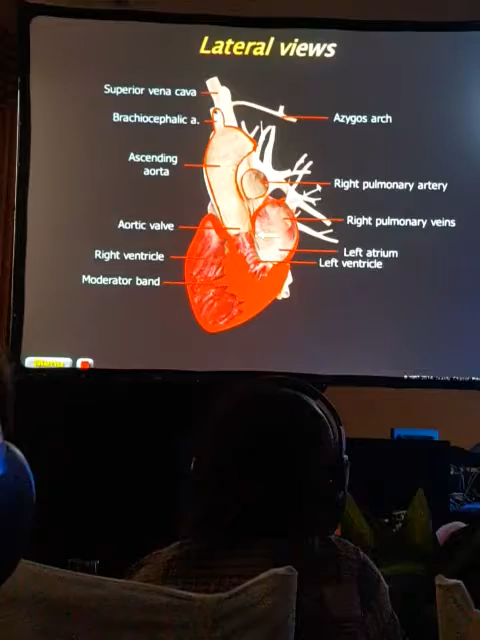 Lateral views
Superior vena cava
Brachiocephalic a.
Azygos arch
Ascending
aorta
Right pulmonary artery
Right pulmonary veins
Aortic valve
Left atrium
Right ventricle
Left ventricle
Moderator band